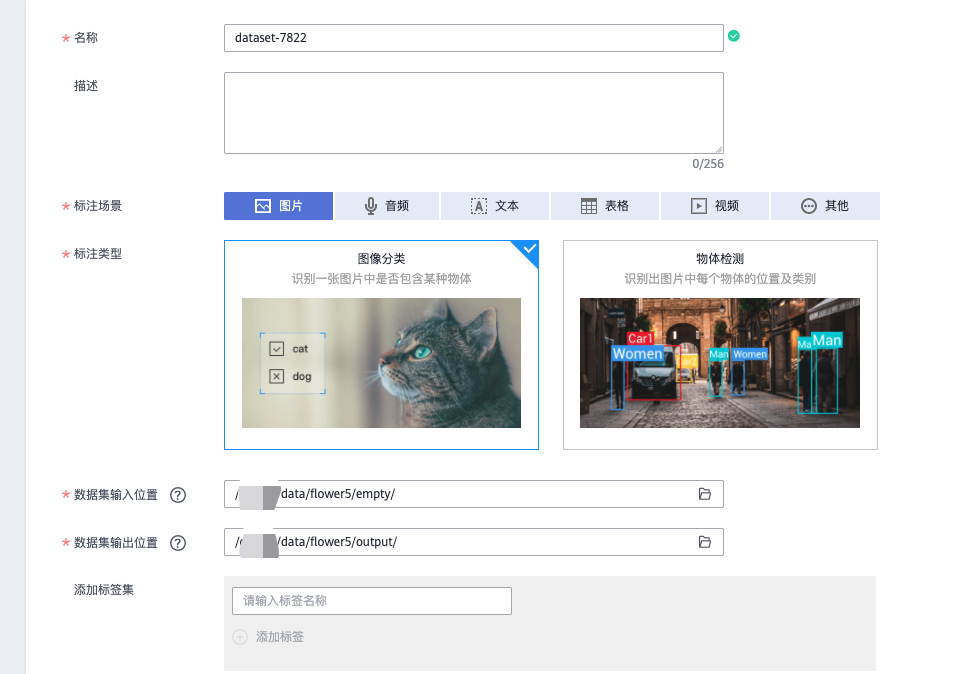 * 名称
dataset-7822
描述
0/256
* 标注场景
图片
音频
文本
表格
视频
其他
* 标注类型
图像分类
识别一张图片中是否包含某种物体
cat
dog
物体检测
识别出图片中每个物体的位置及类别
Car1
Women
Man
Women
Ma
Man
* 数据集输入位置 ?
/ data/flower5/empty/
* 数据集输出位置 ?
/ /data/flower5/output/
添加标签集
请输入标签名称
添加标签